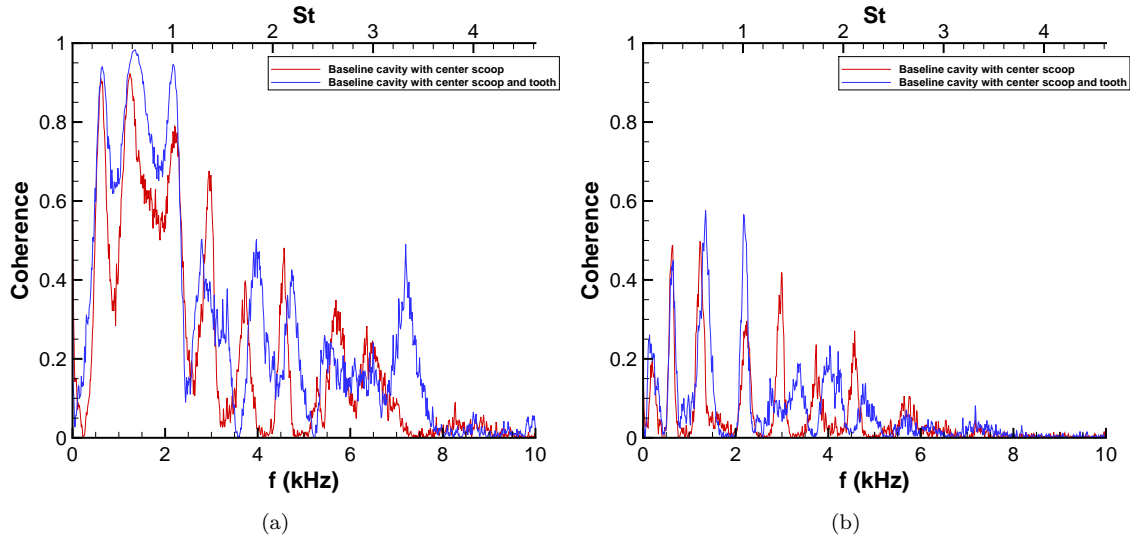 St
1 2 3 4
Baseline cavity with center scoop
Baseline cavity with center scoop and tooth
1
0.8
0.6
0.4
0.2
0
Coherence
0 2 4 6 8 10
f (kHz)
(a)
St
1 2 3 4
Baseline cavity with center scoop
Baseline cavity with center scoop and tooth
1
0.8
0.6
0.4
0.2
0
Coherence
0 2 4 6 8 10
f (kHz)
(b)